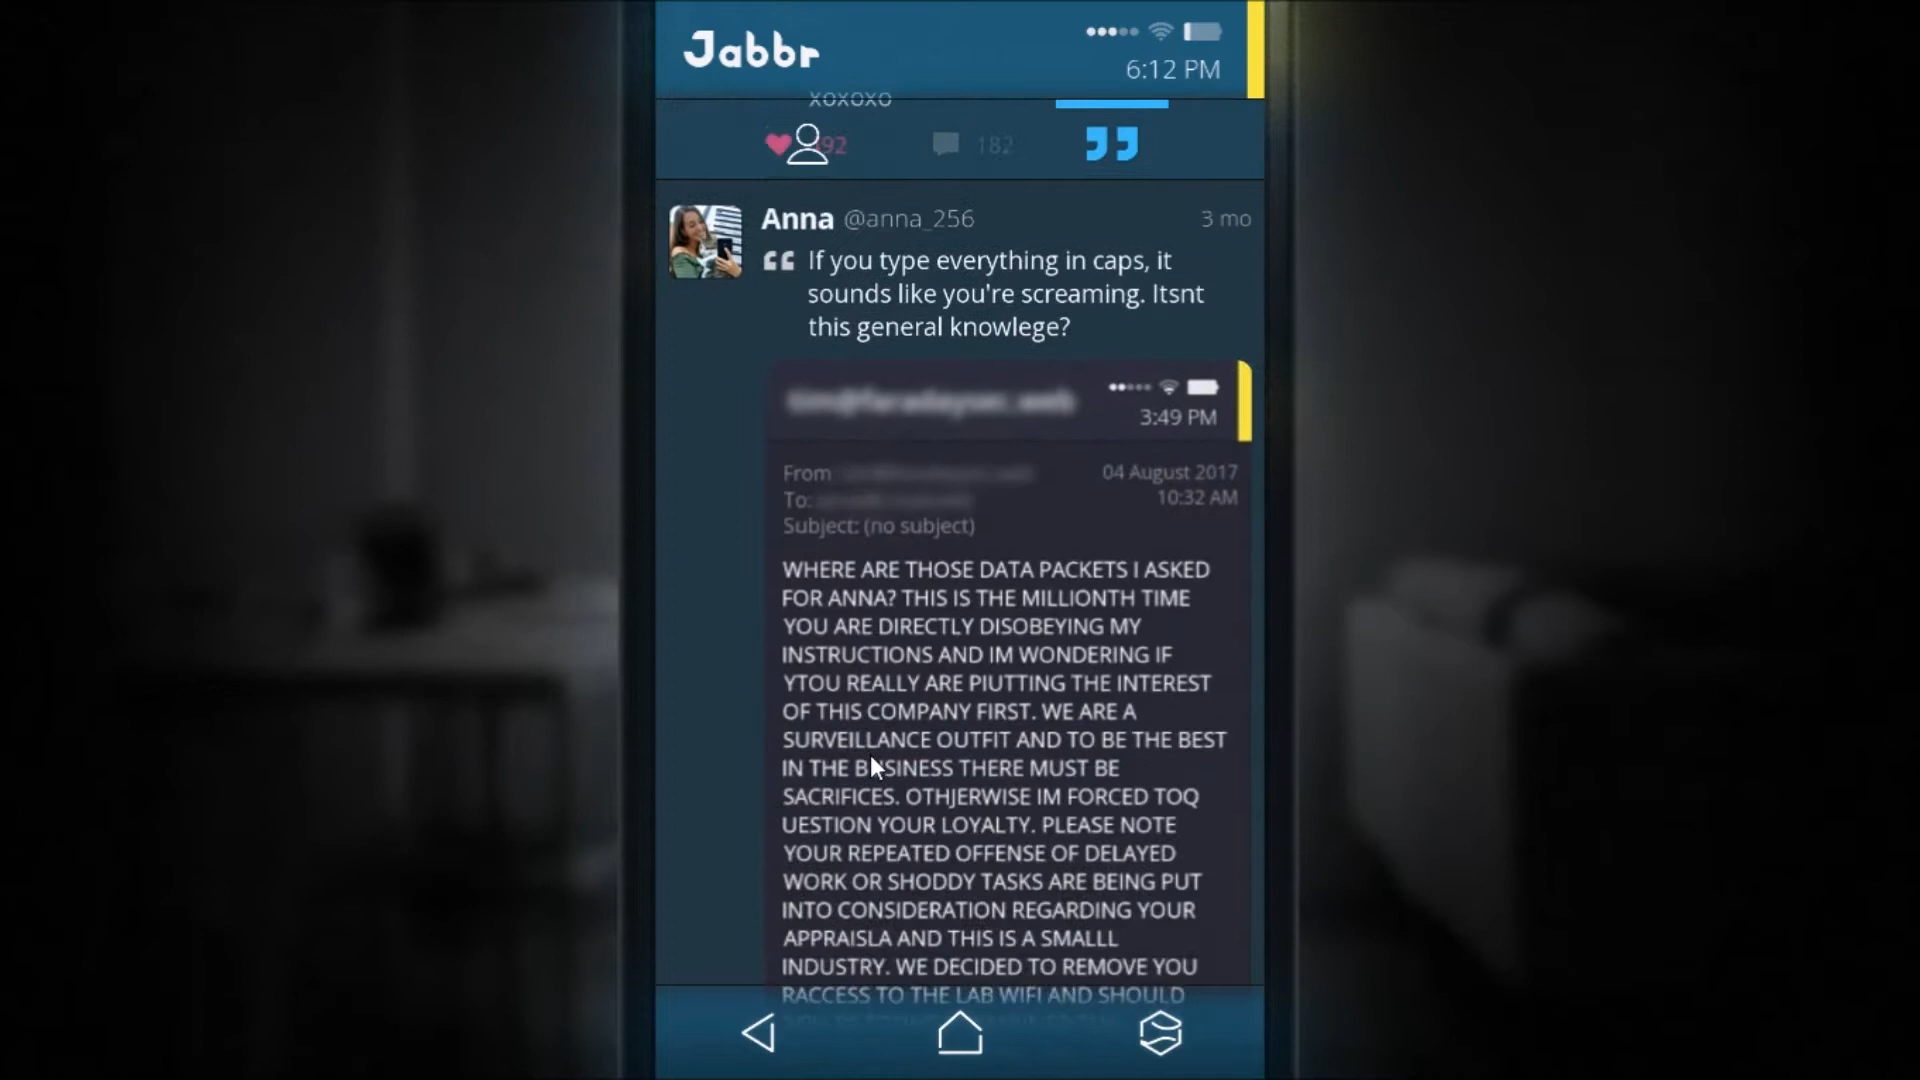 Jabbr
6:12 PM
xoxoxo
92
182
Anna @anna_256
3 mo
If you type everything in caps, it
sounds like you're screaming. Itsnt
this general knowlege?
tim@faradaysec.web
3:49 PM
From
04 August 2017
To:
10:32 AM
Subject: (no subject)
WHERE ARE THOSE DATA PACKETS I ASKED
FOR ANNA? THIS IS THE MILLIONTH TIME
YOU ARE DIRECTLY DISOBEYING MY
INSTRUCTIONS AND IM WONDERING IF
YTOU REALLY ARE PIUTTING THE INTEREST
OF THIS COMPANY FIRST. WE ARE A
SURVEILLANCE OUTFIT AND TO BE THE BEST
IN THE BUSINESS THERE MUST BE
SACRIFICES. OTHJERWISE IM FORCED TOQ
UESTION YOUR LOYALTY. PLEASE NOTE
YOUR REPEATED OFFENSE OF DELAYED
WORK OR SHODDY TASKS ARE BEING PUT
INTO CONSIDERATION REGARDING YOUR
APPRAISLA AND THIS IS A SMALLL
INDUSTRY. WE DECIDED TO REMOVE YOU
RACCESS TO THE LAB WIFI AND SHOULD